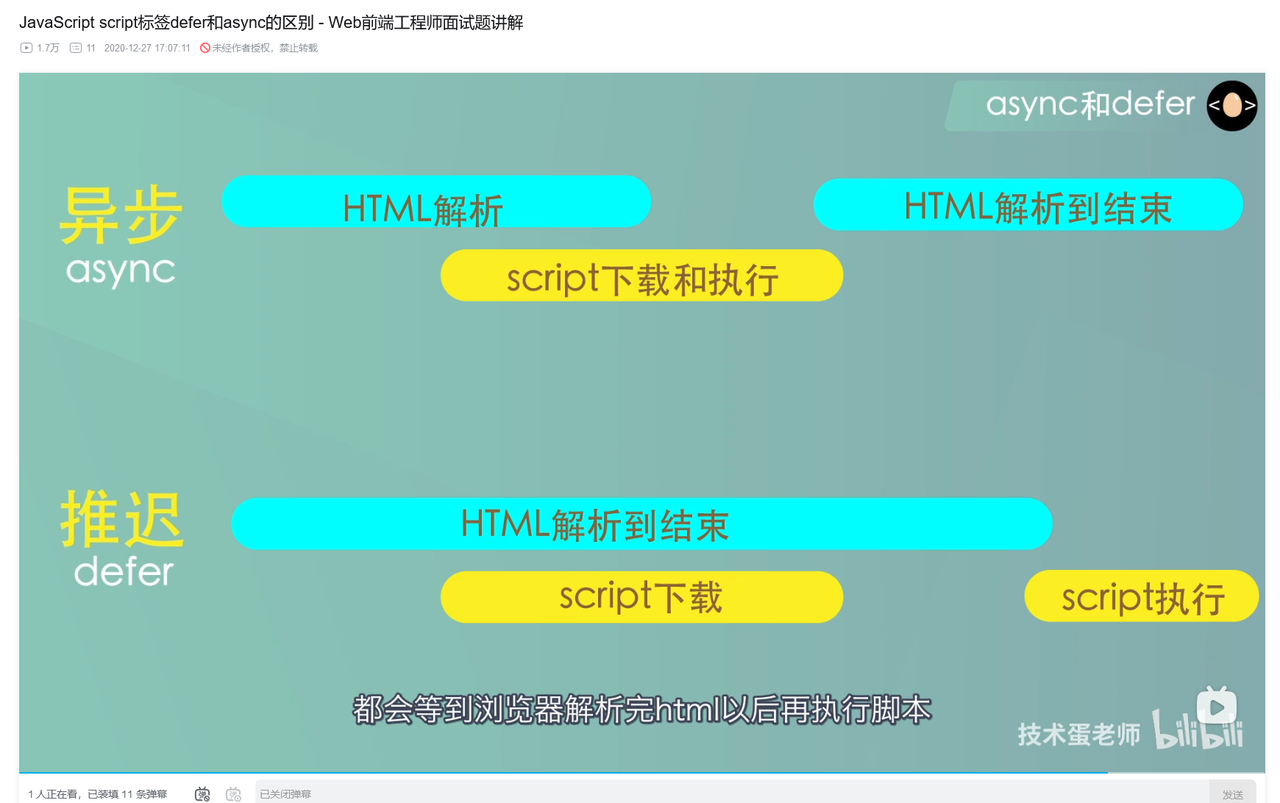 JavaScript script标签defer和async的区别 - Web前端工程师面试题讲解
1.7万 11 2020-12-27 17:07:11 未经作者授权，禁止转载
async和defer < >
异步
async
HTML解析
HTML解析到结束
script下载和执行
推迟
defer
HTML解析到结束
script下载
script执行
都会等到浏览器解析完html以后再执行脚本
技术蛋老师 bilibili
1 人正在看，已装填 11 条弹幕
已关闭弹幕
发送